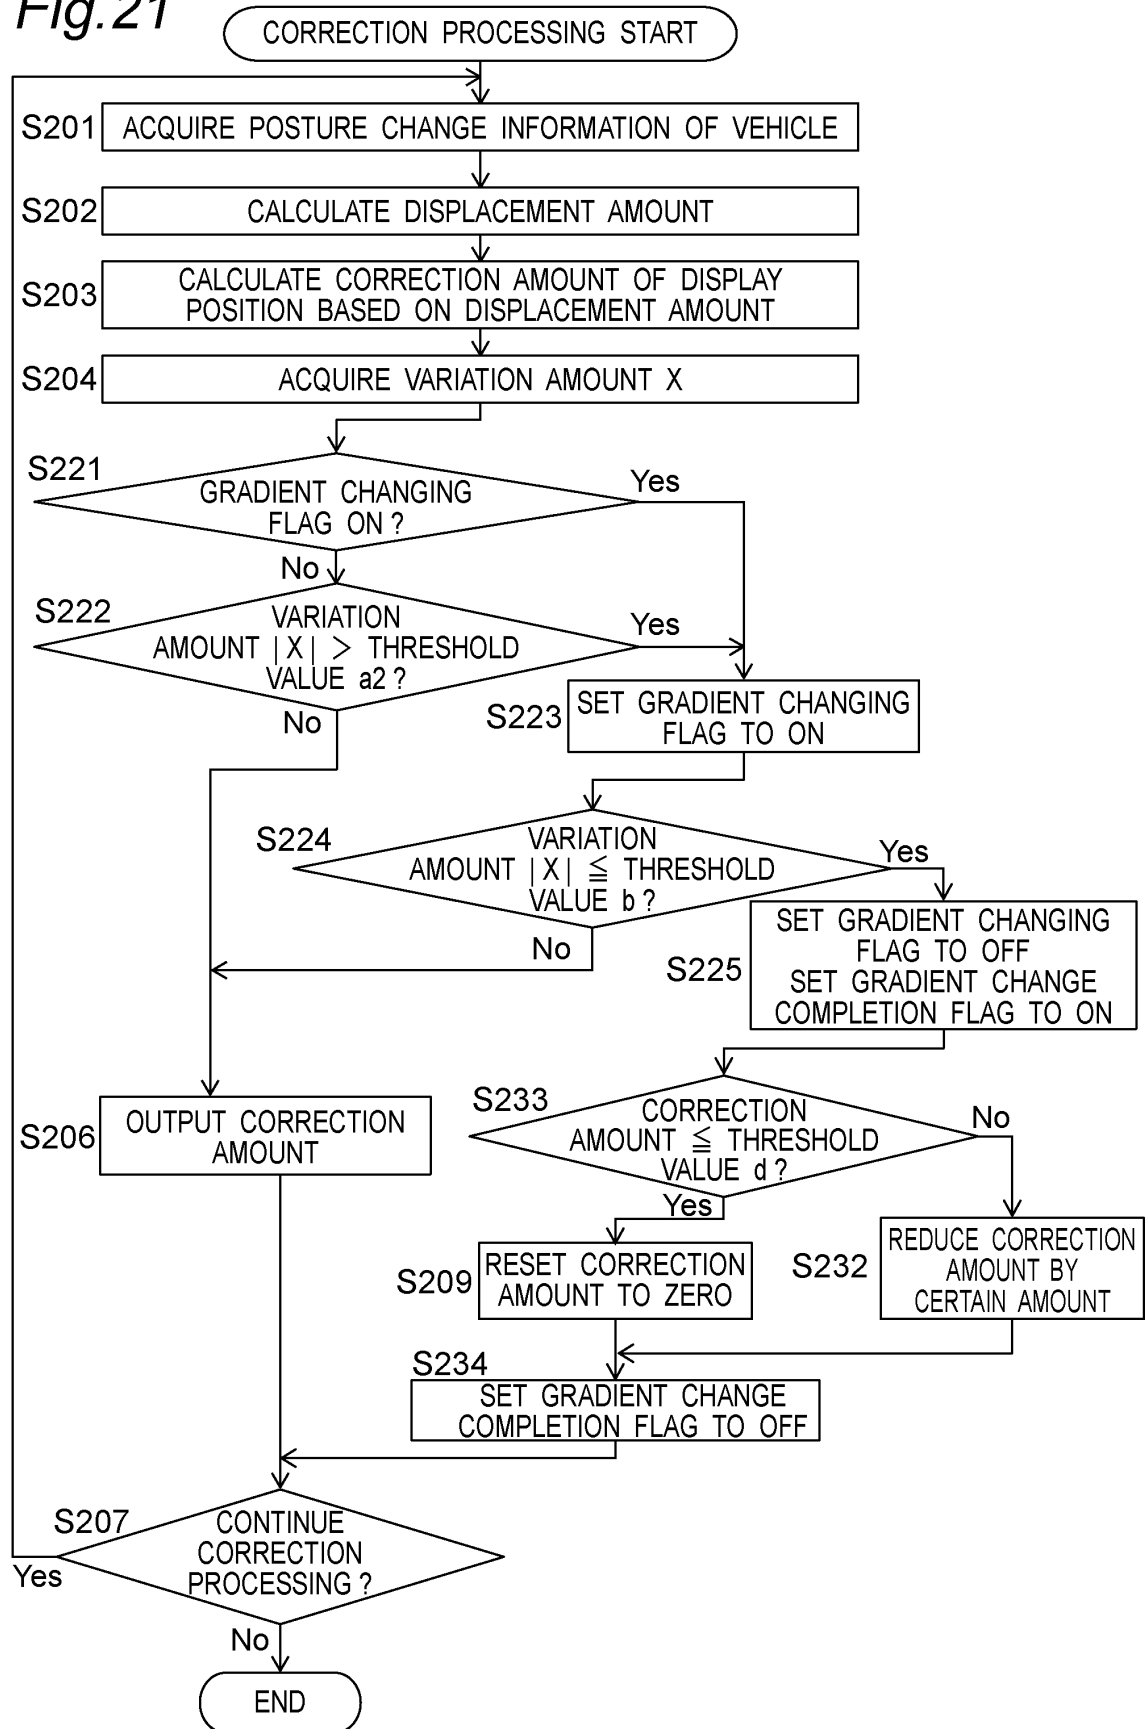 Fig.21
CORRECTION PROCESSING START
S201
ACQUIRE POSTURE CHANGE INFORMATION OF VEHICLE
S202
CALCULATE DISPLACEMENT AMOUNT
S203
CALCULATE CORRECTION AMOUNT OF DISPLAY
POSITION BASED ON DISPLACEMENT AMOUNT
S204
ACQUIRE VARIATION AMOUNT X
S221
GRADIENT CHANGING
FLAG ON ?
Yes
No
S222
VARIATION
AMOUNT |X| > THRESHOLD
VALUE a2 ?
Yes
No
S223
SET GRADIENT CHANGING
FLAG TO ON
S224
VARIATION
AMOUNT |X| ≦ THRESHOLD
VALUE b ?
Yes
No
S225
SET GRADIENT CHANGING
FLAG TO OFF
SET GRADIENT CHANGE
COMPLETION FLAG TO ON
S206
OUTPUT CORRECTION
AMOUNT
S233
CORRECTION
AMOUNT ≦ THRESHOLD
VALUE d ?
No
Yes
S209
RESET CORRECTION
AMOUNT TO ZERO
S232
REDUCE CORRECTION
AMOUNT BY
CERTAIN AMOUNT
S234
SET GRADIENT CHANGE
COMPLETION FLAG TO OFF
S207
CONTINUE
CORRECTION
PROCESSING ?
Yes
No
END